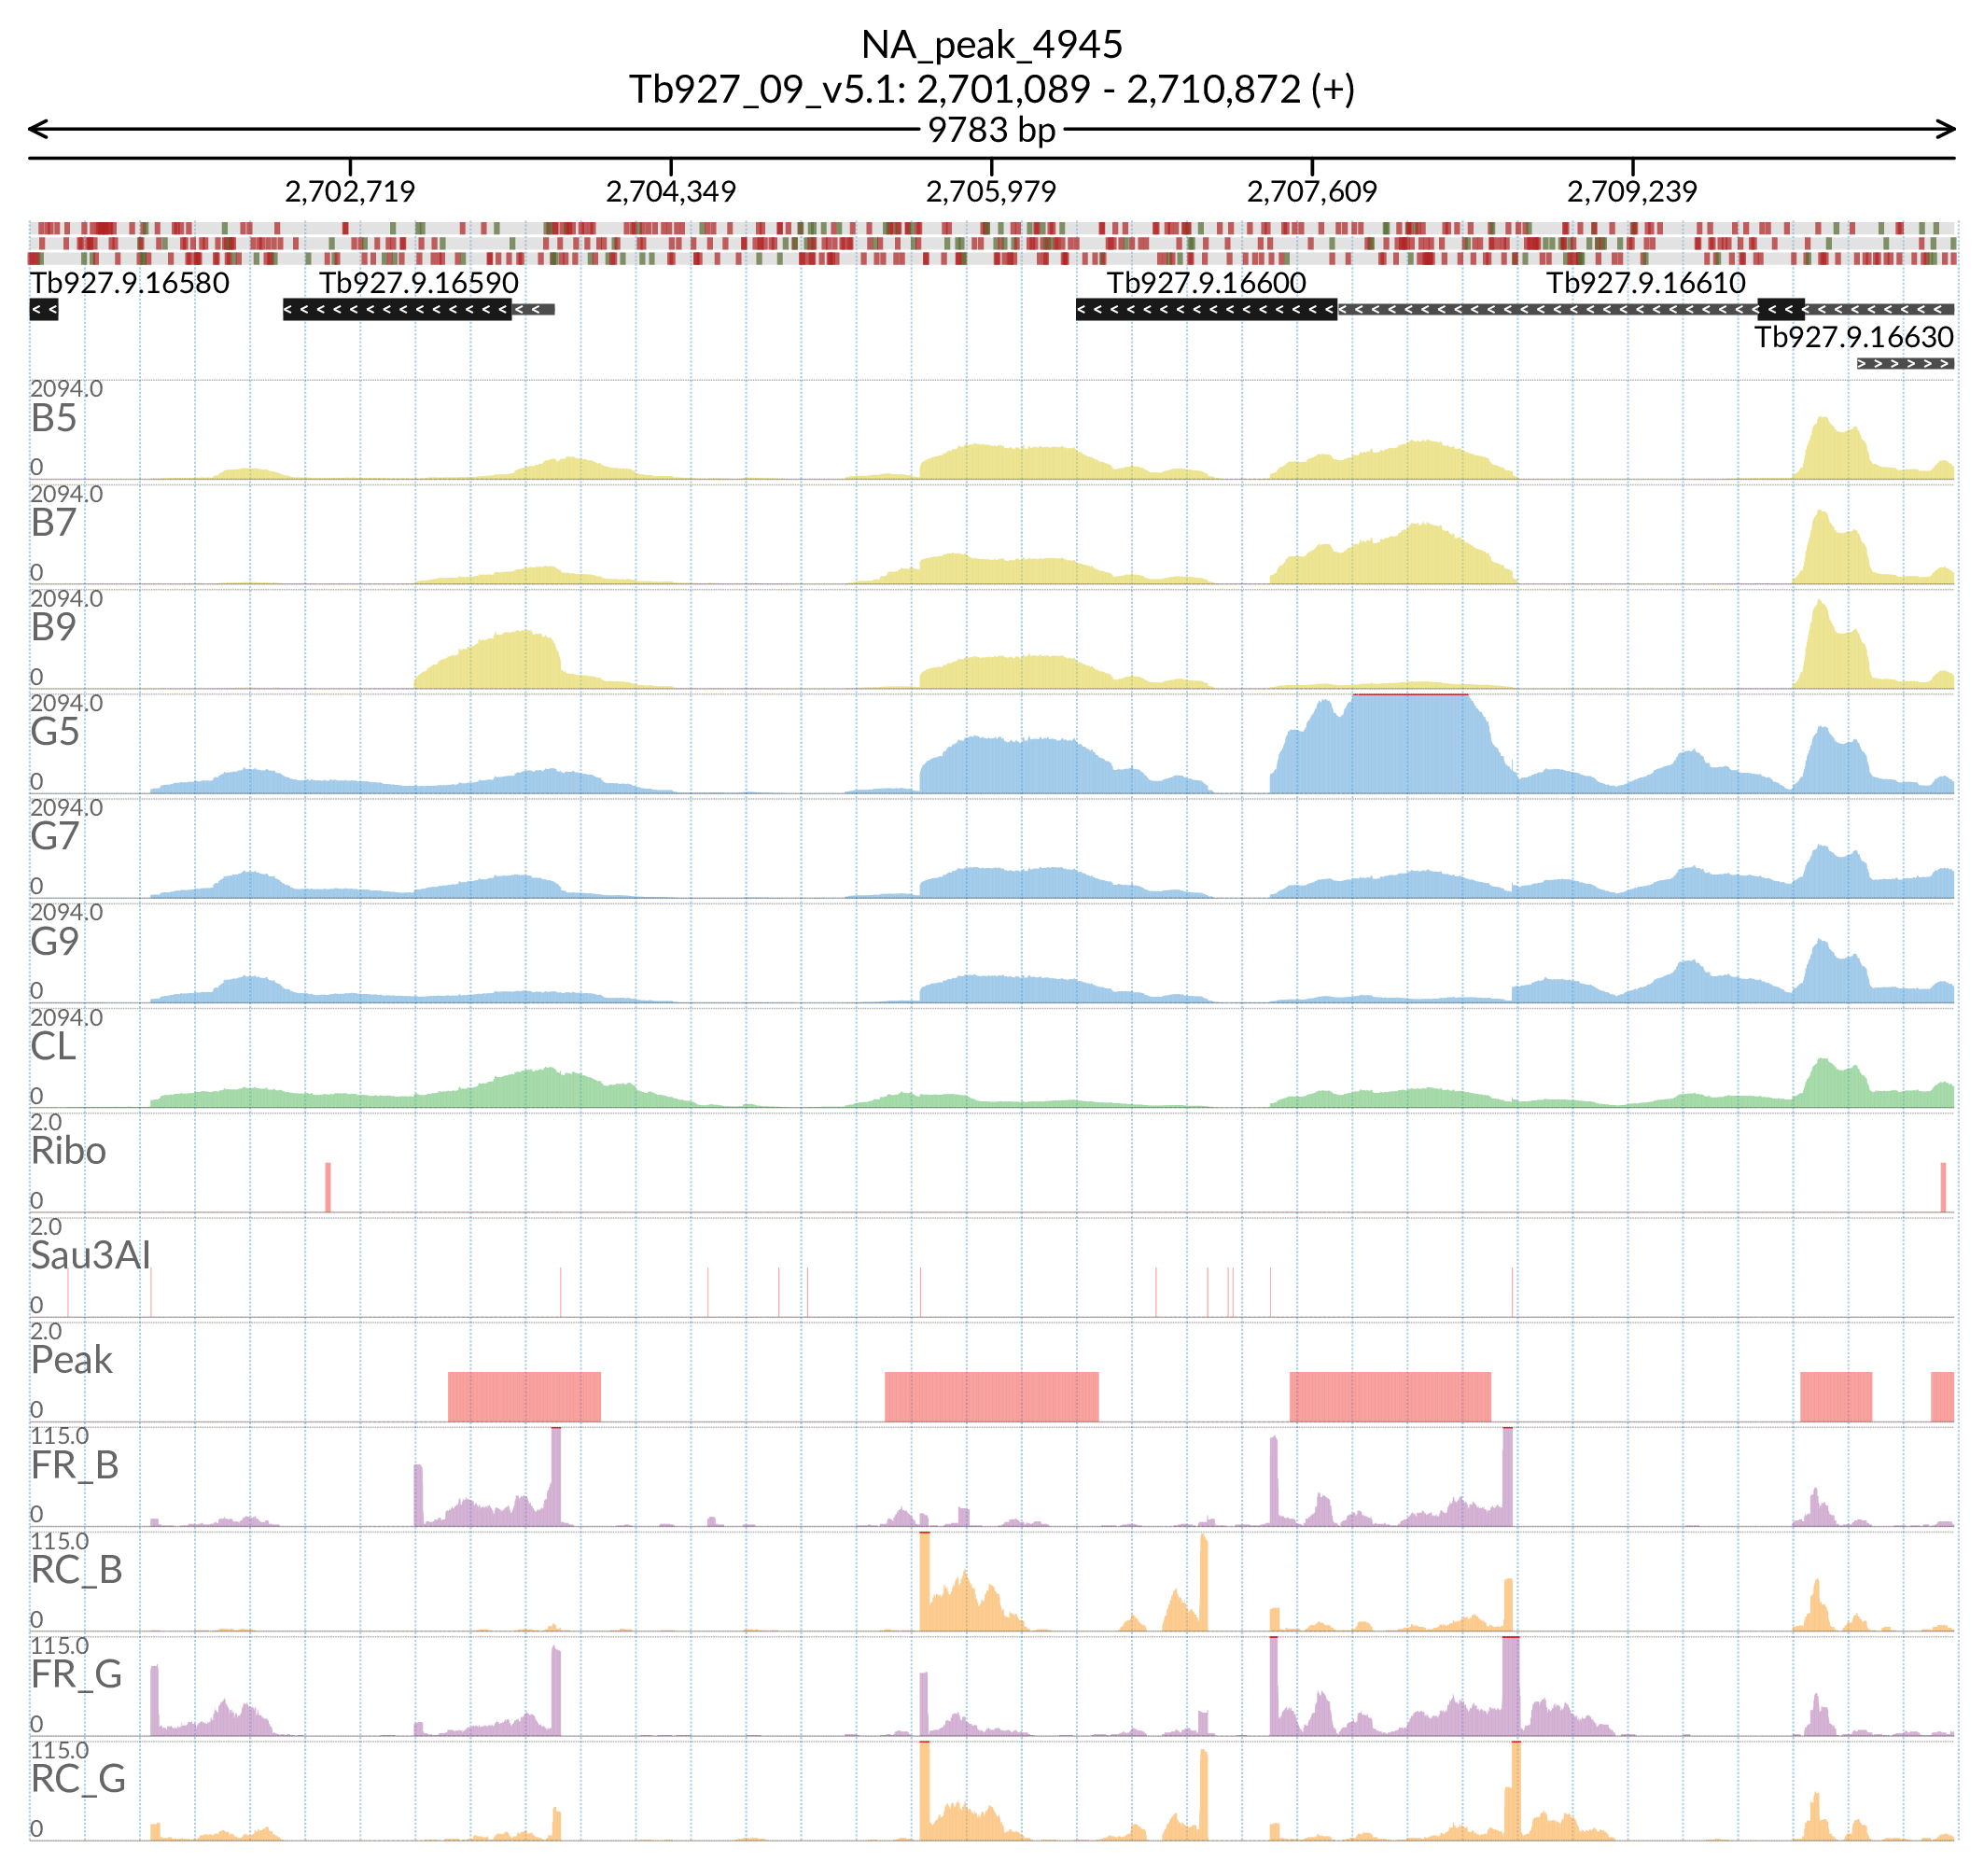 NA_peak_4945
Tb927_09_v5.1: 2,701,089 - 2,710,872 (+)
9783 bp
2,702,719 2,704,349 2,705,979 2,707,609 2,709,239
Tb927.9.16580 Tb927.9.16590 Tb927.9.16600 Tb927.9.16610
Tb927.9.16630
2094.0
B5
0
2094.0
B7
0
2094.0
B9
0
2094.0
G5
0
2094.0
G7
0
2094.0
G9
0
2094.0
CL
0
2.0
Ribo
0
2.0
Sau3AI
0
2.0
Peak
0
115.0
FR_B
0
115.0
RC_B
0
115.0
FR_G
0
115.0
RC_G
0